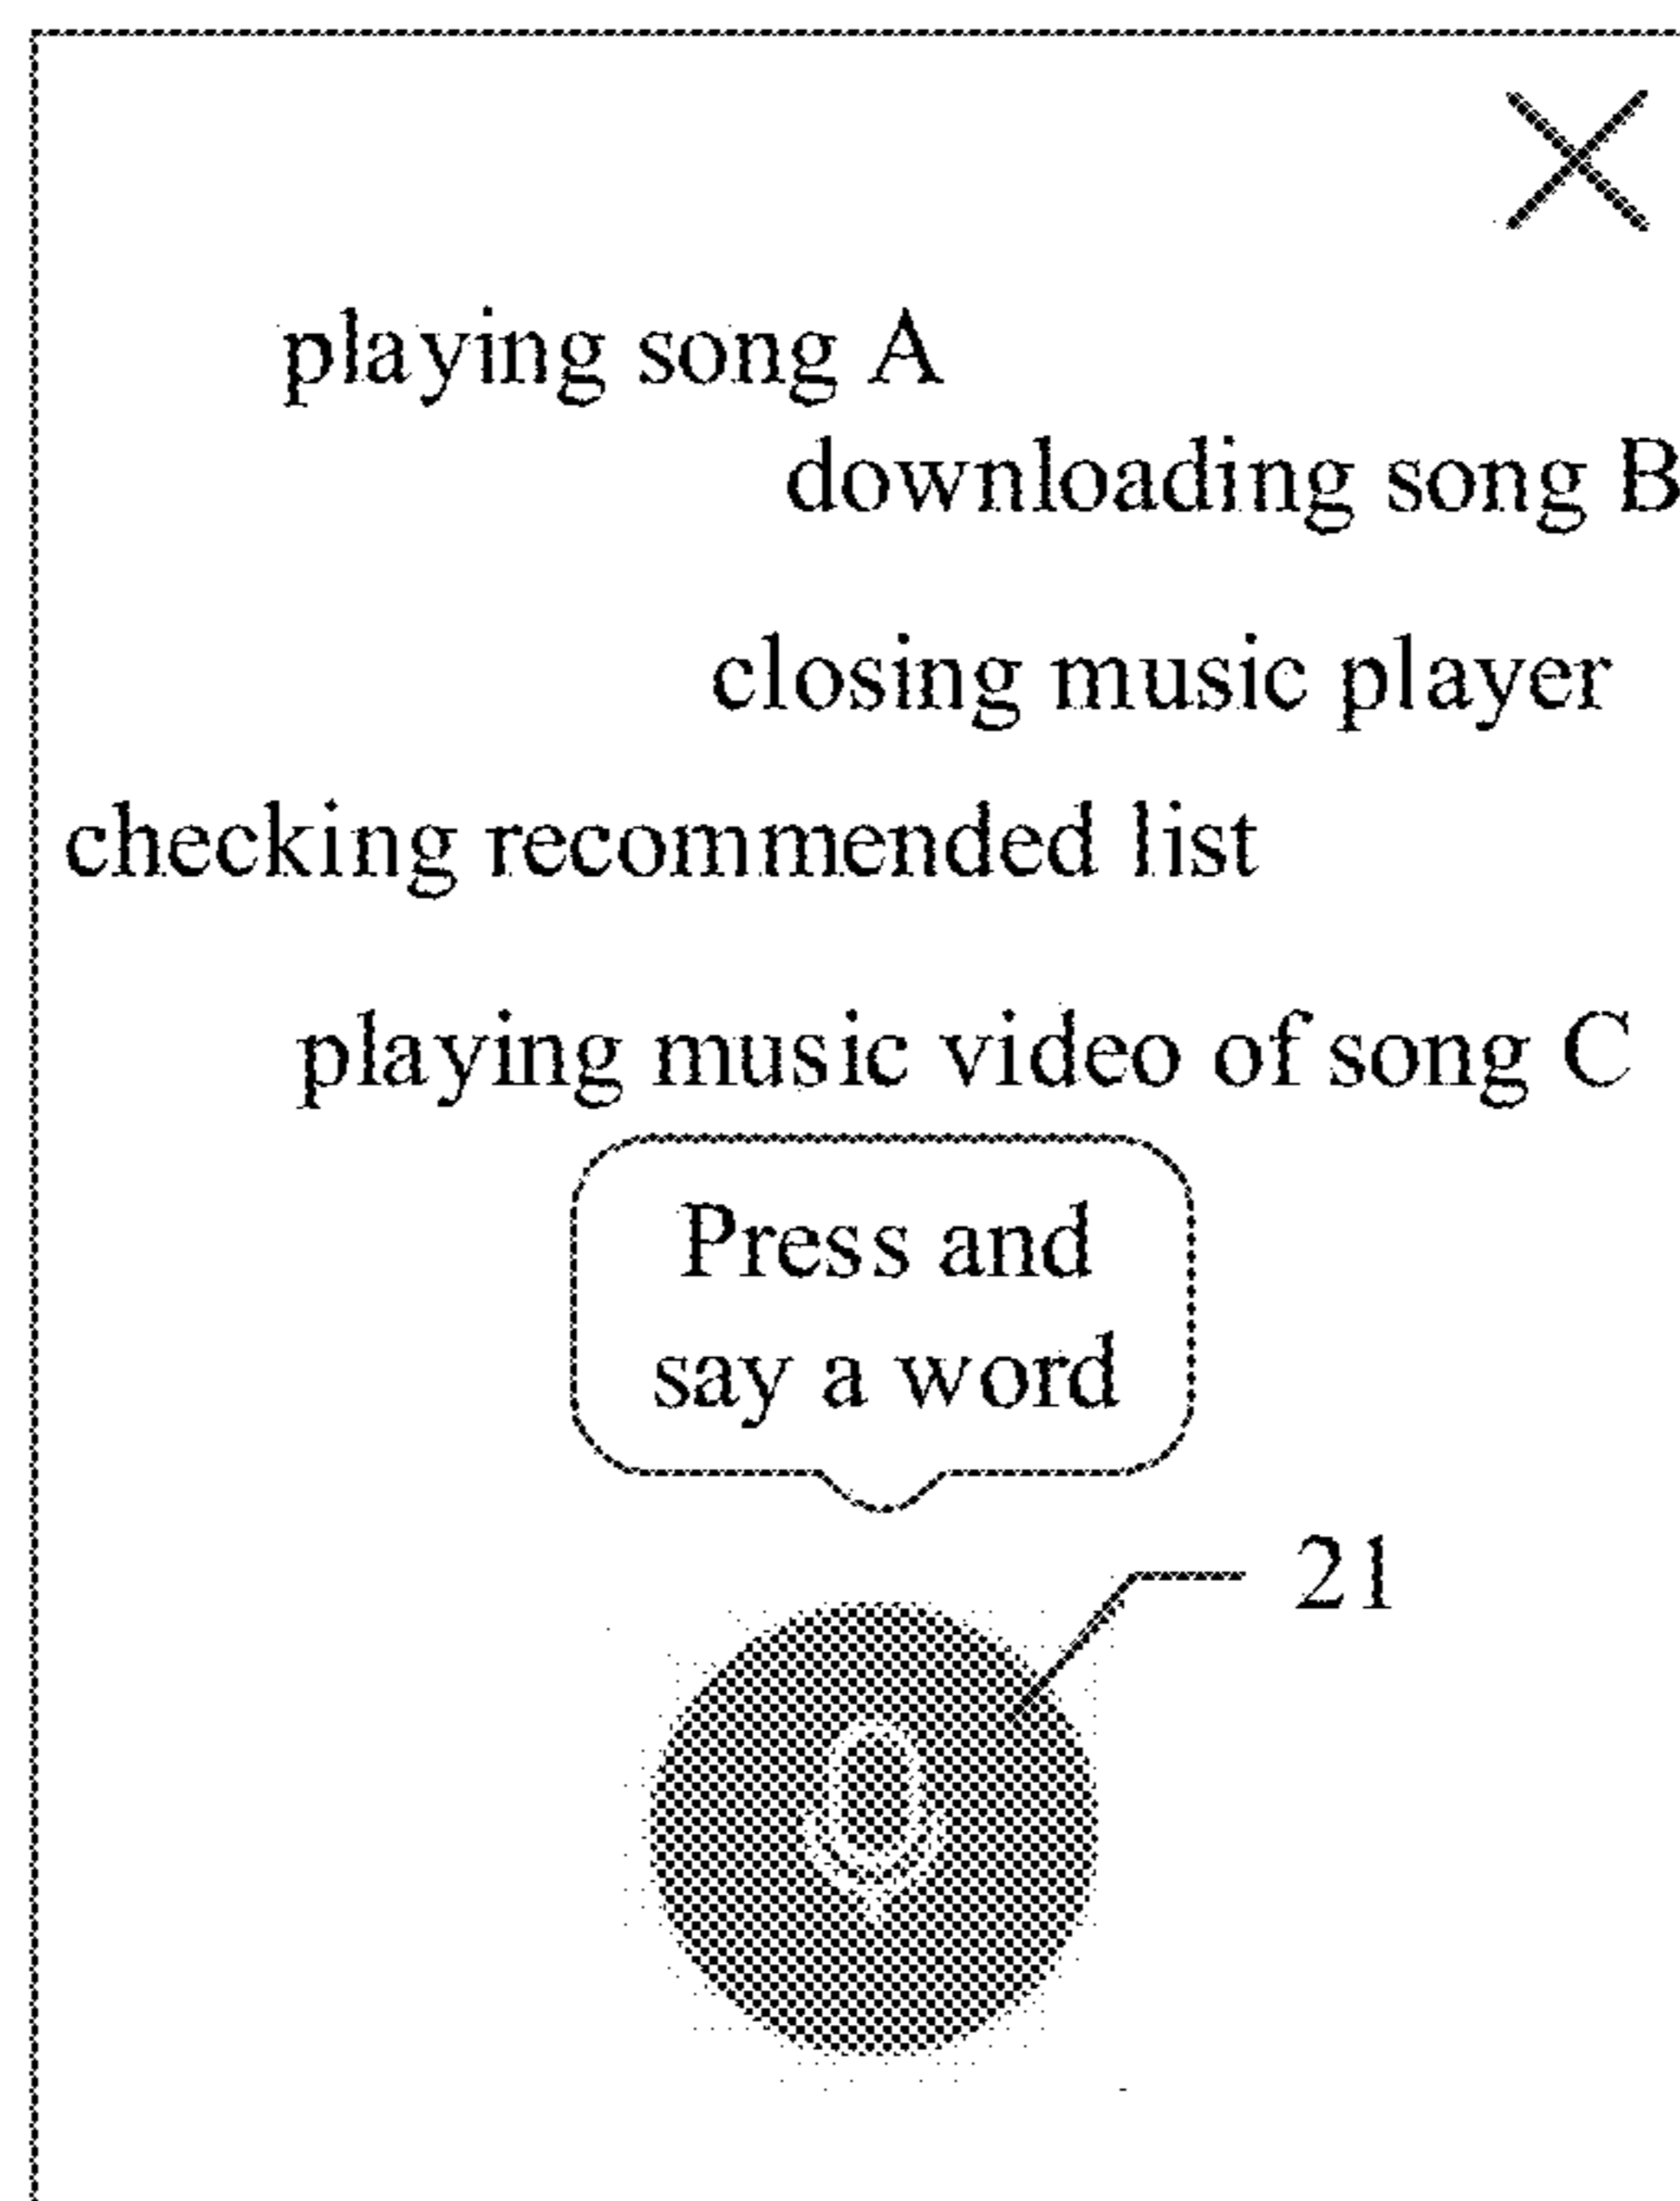 playing song A
downloading song B
closing music player
checking recommended list
playing music video of song C
Press and
say a word
21